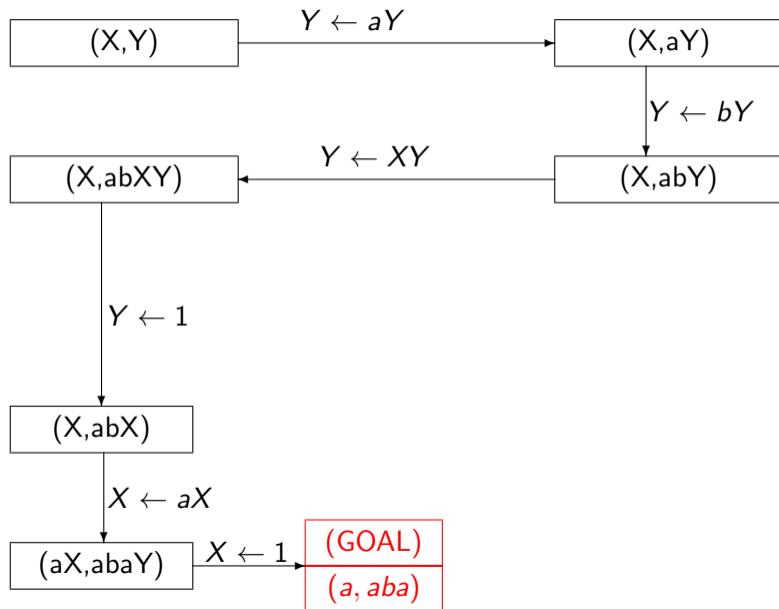 (X,Y)
Y ← aY
(X,aY)
Y ← bY
(X,abXY)
Y ← XY
(X,abY)
Y ← 1
(X,abX)
X ← aX
(aX,abaY)
X ← 1
(GOAL)
(a, aba)